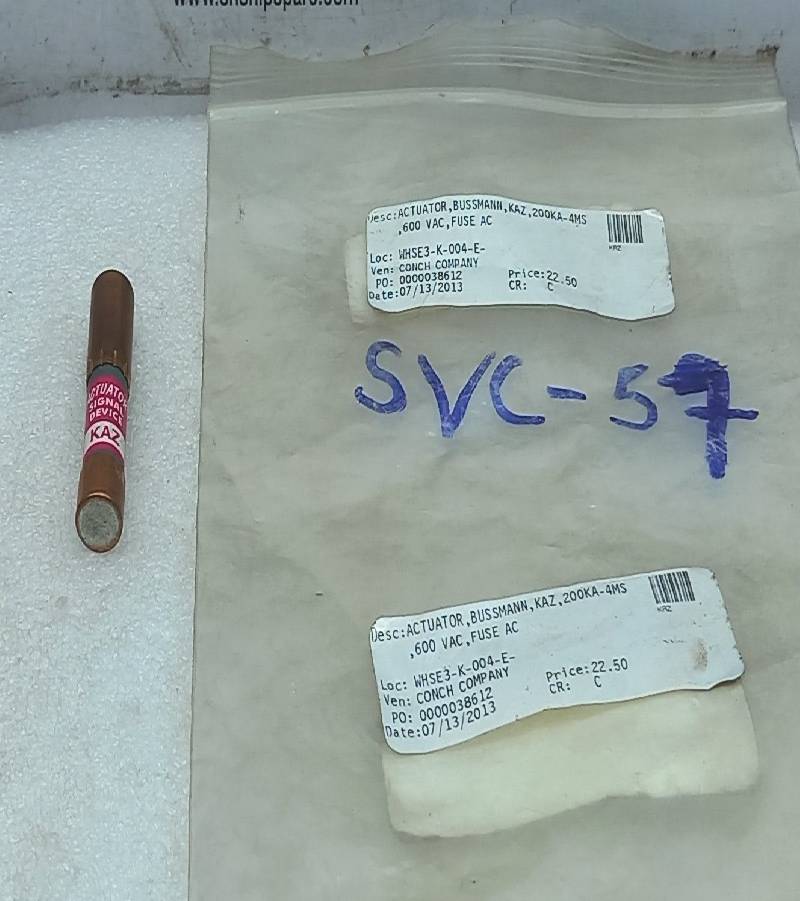 Desc:ACTUATOR,BUSSMANN,KAZ,200KA-4MS
,600 VAC,FUSE AC
Loc: WHSE3-K-004-E-
Ven: CONCH COMPANY
PO: 0000038612 Price:22.50
Date:07/13/2013 CR: C
KAZ
SVC-57
ACTUATOR
SIGNAL
DEVICE
KAZ
Desc:ACTUATOR,BUSSMANN,KAZ,200KA-4MS
,600 VAC,FUSE AC
Loc: WHSE3-K-004-E-
Ven: CONCH COMPANY Price:22.50
PO: 0000038612 CR: C
Date:07/13/2013
KAZ